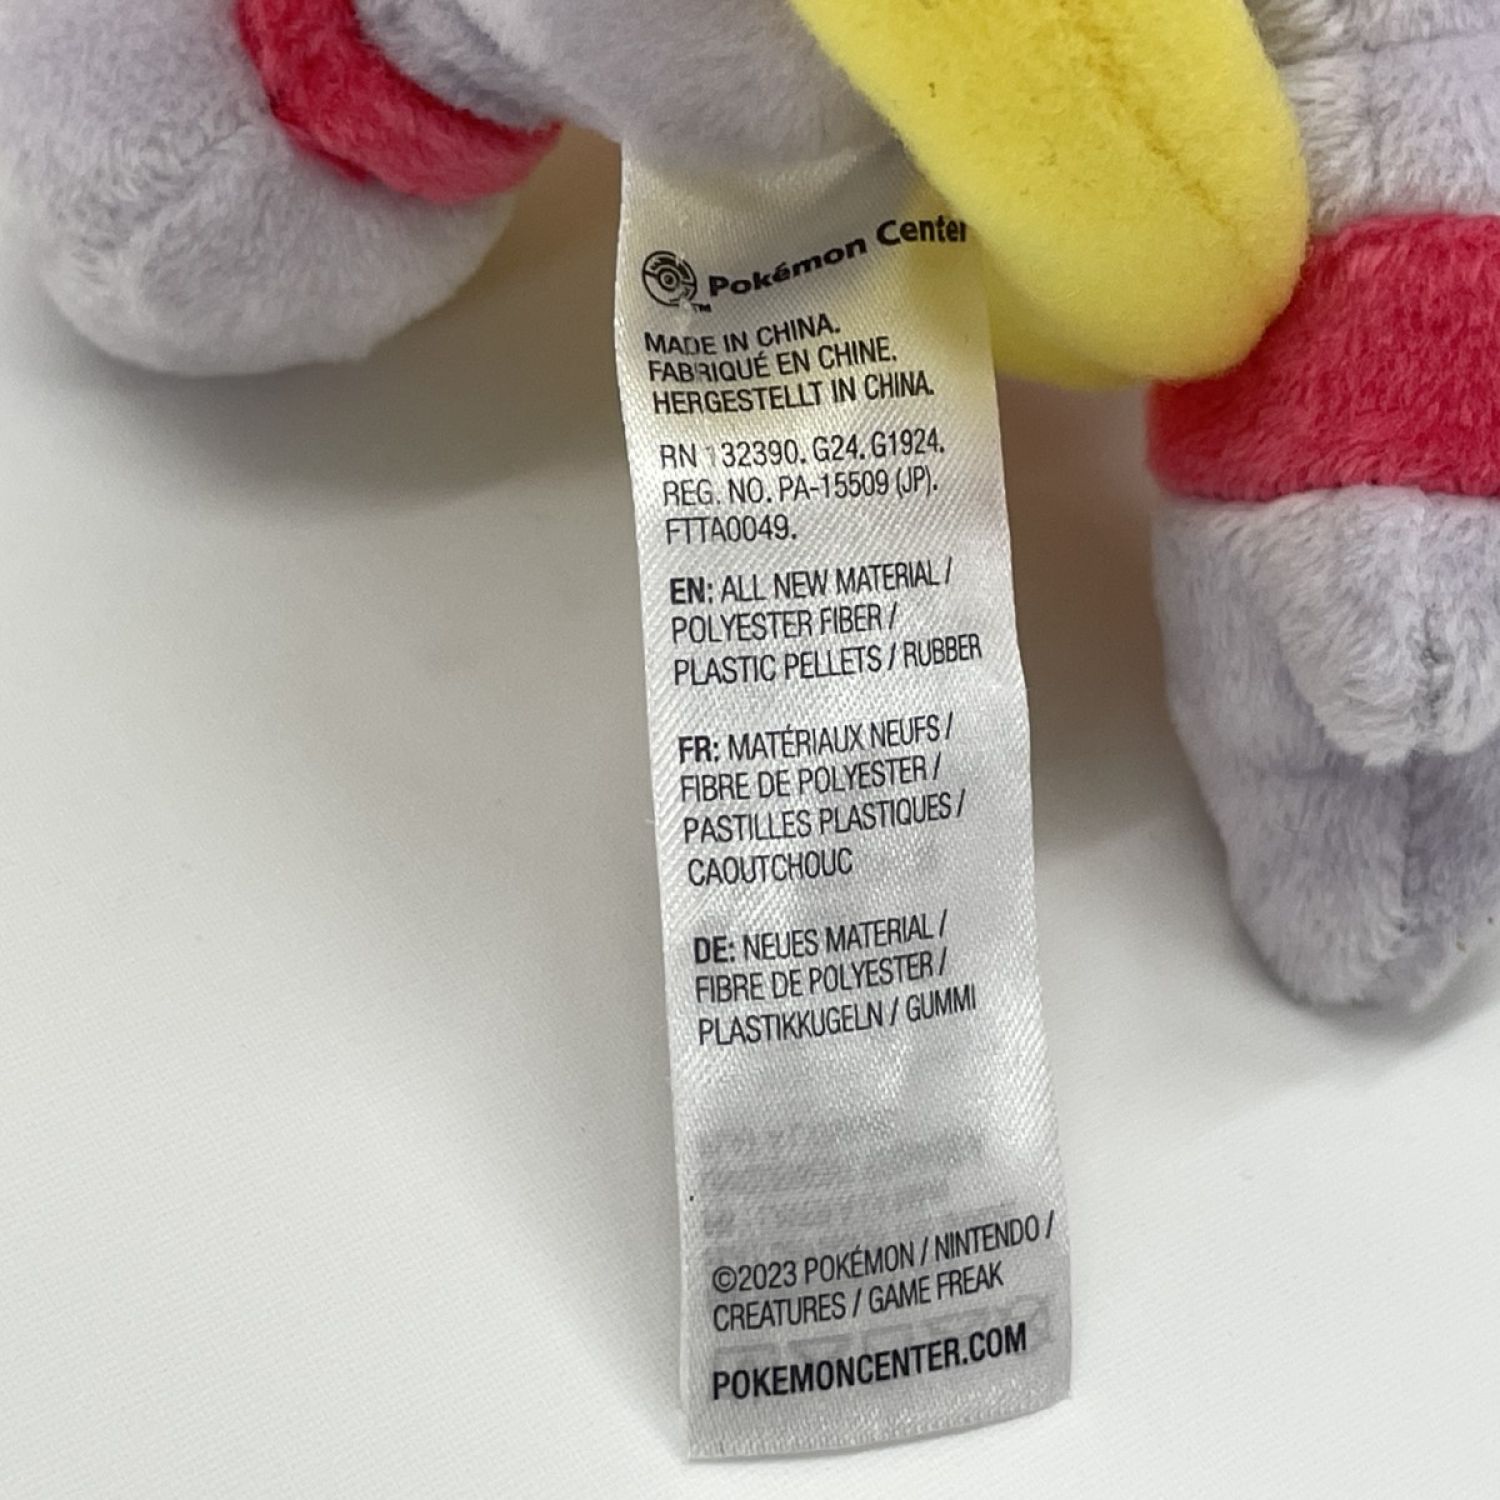 Pokémon Center
TM
MADE IN CHINA.
FABRIQUÉ EN CHINE.
HERGESTELLT IN CHINA.
RN 132390. G24. G1924.
REG. NO. PA-15509 (JP).
FTTA0049.
EN: ALL NEW MATERIAL /
POLYESTER FIBER /
PLASTIC PELLETS / RUBBER
FR: MATÉRIAUX NEUFS /
FIBRE DE POLYESTER /
PASTILLES PLASTIQUES /
CAOUTCHOUC
DE: NEUES MATERIAL /
FIBRE DE POLYESTER /
PLASTIKKUGELN / GUMMI
©2023 POKÉMON / NINTENDO /
CREATURES / GAME FREAK
POKEMONCENTER.COM